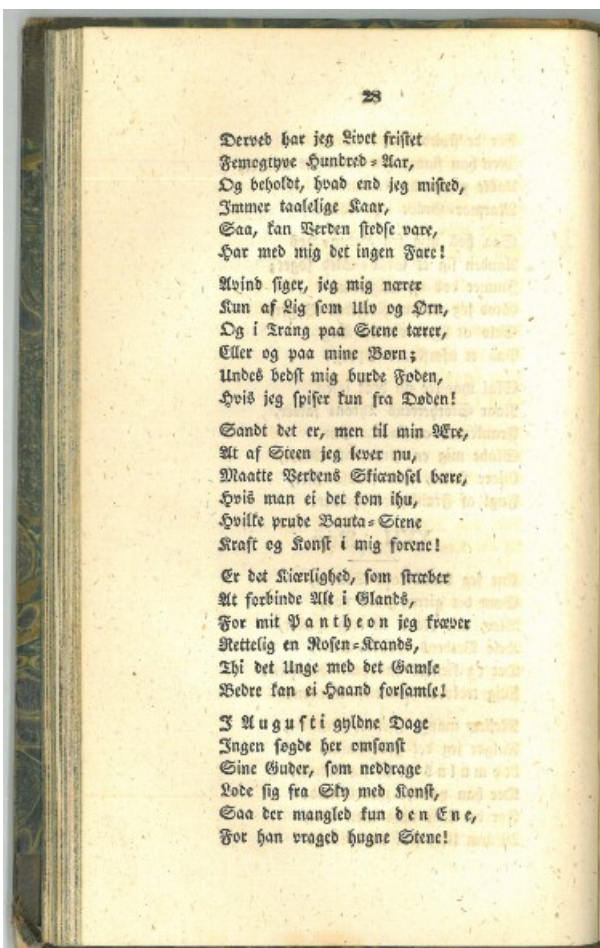 28
Derved har jeg Livet fristet
Femogtyve Hundred-Aar,
Og beholdt, hvad end jeg misted,
Immer taalelige Kaar,
Saa, kan Verden stedse vare,
Har med mig det ingen Fare!
Avind siger, jeg mig nærer
Kun af Lig som Ulv og Ørn,
Og i Trang paa Stene tærer,
Eller og paa mine Børn;
Undes bedst mig burde Føden,
Hvis jeg spiser kun fra Døden!
Sandt det er, men til min Ære,
At af Steen jeg lever nu,
Maatte Verdens Skiændsel bære,
Hvis man ei det kom ihu,
Hvilke prude Bauta-Stene
Kraft og Konst i mig forene!
Er det Kiærlighed, som stræber
At forbinde Alt i Glands,
For mit Pantheon jeg kræver
Rettelig en Rosen-Krands,
Thi det Unge med det Gamle
Bedre kan ei Haand forsamle!
I Augusti gyldne Dage
Ingen søgde her omsonst
Sine Guder, som neddrage
Lode sig fra Sky med Konst,
Saa der mangled kun den Ene,
For han vraged hugne Stene!